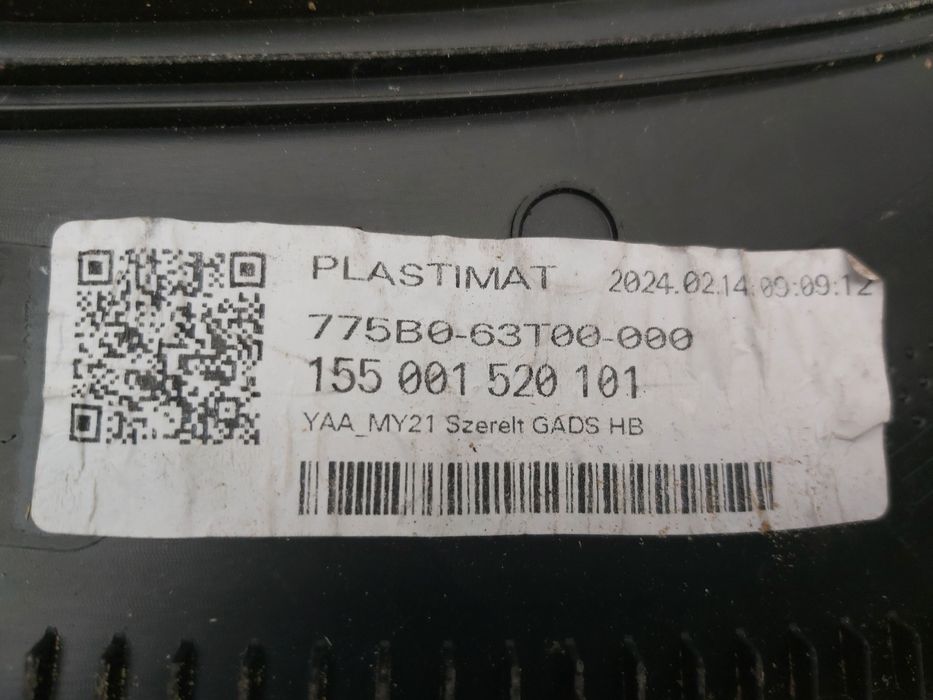 PLASTIMAT 2024.02.14.09:09:12
775B0-63T00-000
155 001 520 101
YAA_MY21 Szerelt GADS HB